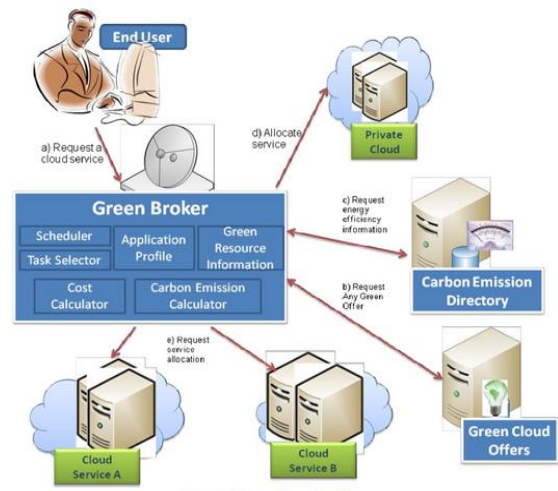 End User
a) Request a
cloud service
d) Allocate
service
Private
Cloud
Green Broker
Scheduler
Task Selector
Application
Profile
Green
Resource
Information
Cost
Calculator
Carbon Emission
Calculator
c) Request
energy
efficiency
information
Carbon Emission
Directory
b) Request
Any Green
Offer
Green Cloud
Offers
e) Request
service
allocation
Cloud
Service A
Cloud
Service B